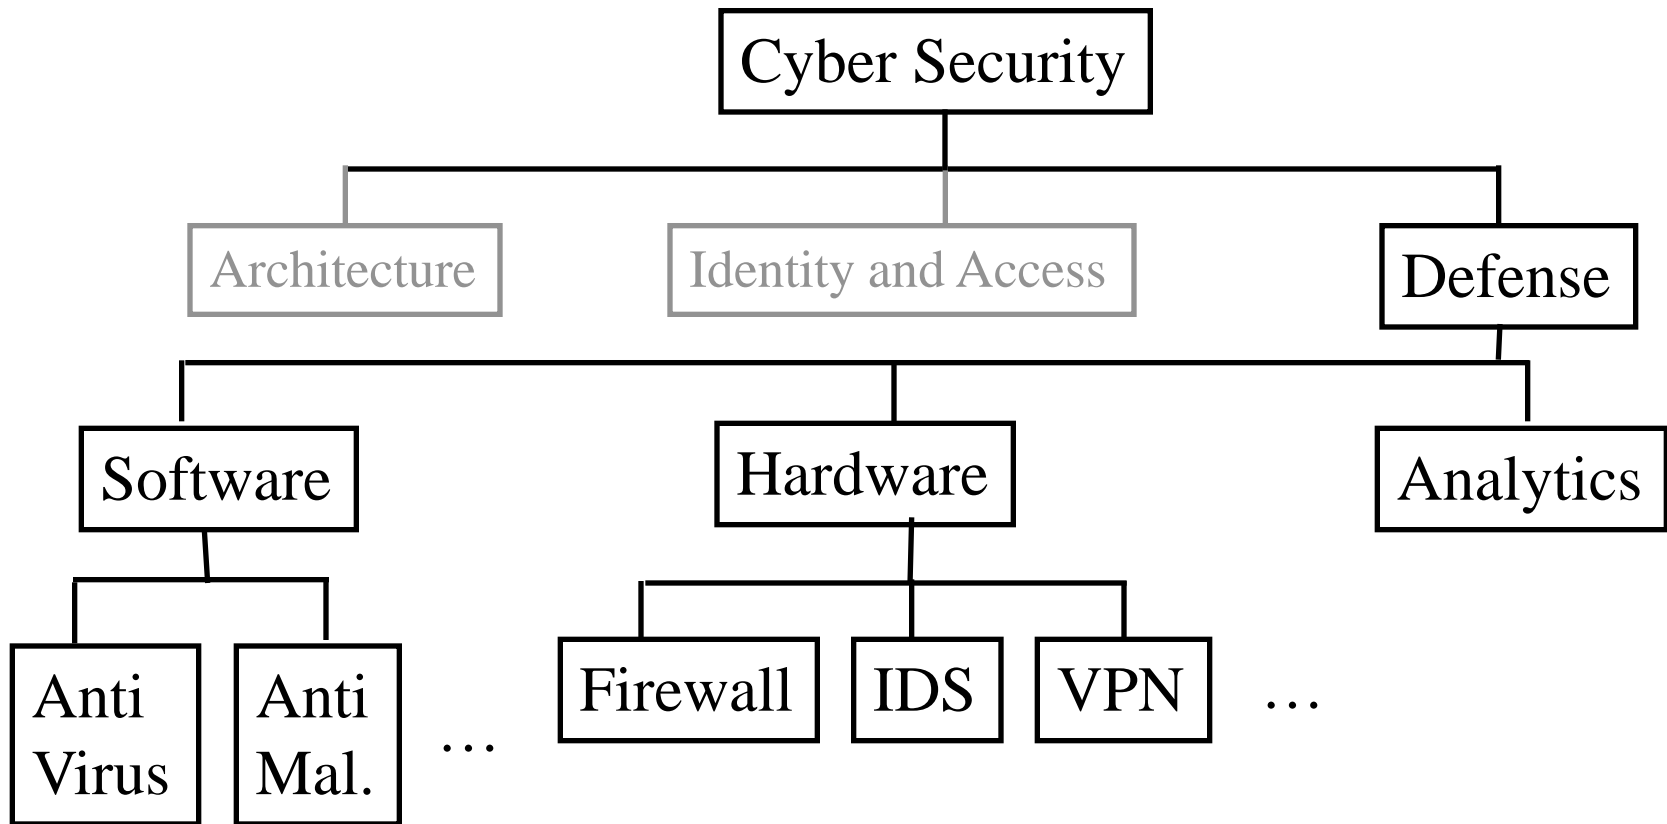 Cyber Security
Architecture
Identity and Access
Defense
Software
Hardware
Analytics
Anti
Virus
Anti
Mal.
...
Firewall
IDS
VPN
...